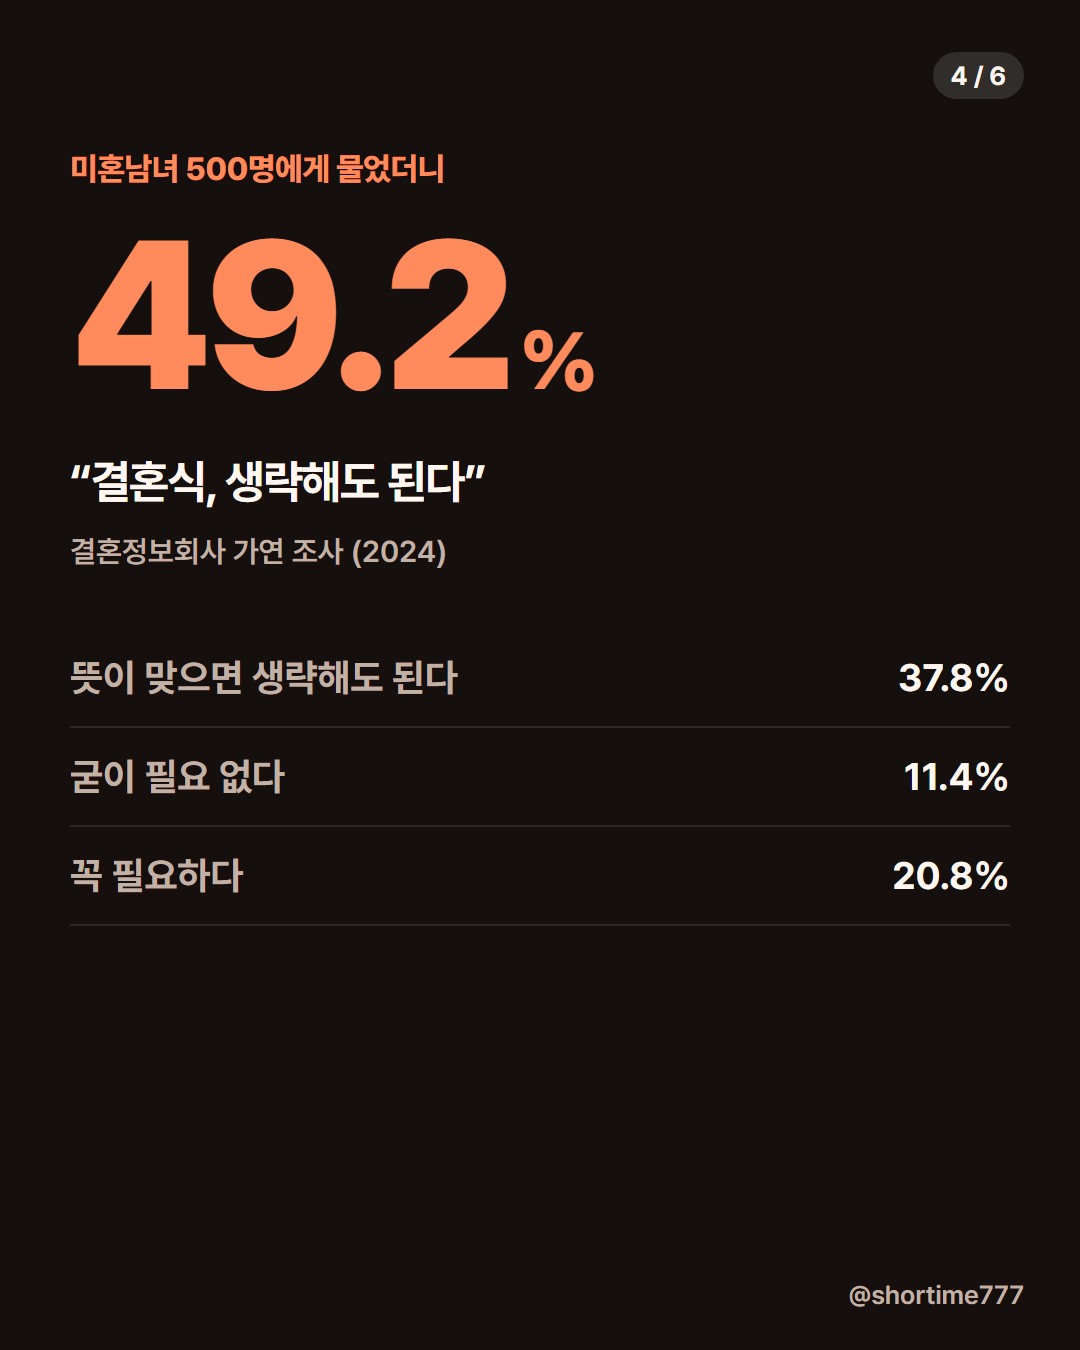 4 / 6
미혼남녀 500명에게 물었더니
49.2%
“결혼식, 생략해도 된다”
결혼정보회사 가연 조사 (2024)
뜻이 맞으면 생략해도 된다 37.8%
굳이 필요 없다 11.4%
꼭 필요하다 20.8%
@shortime777